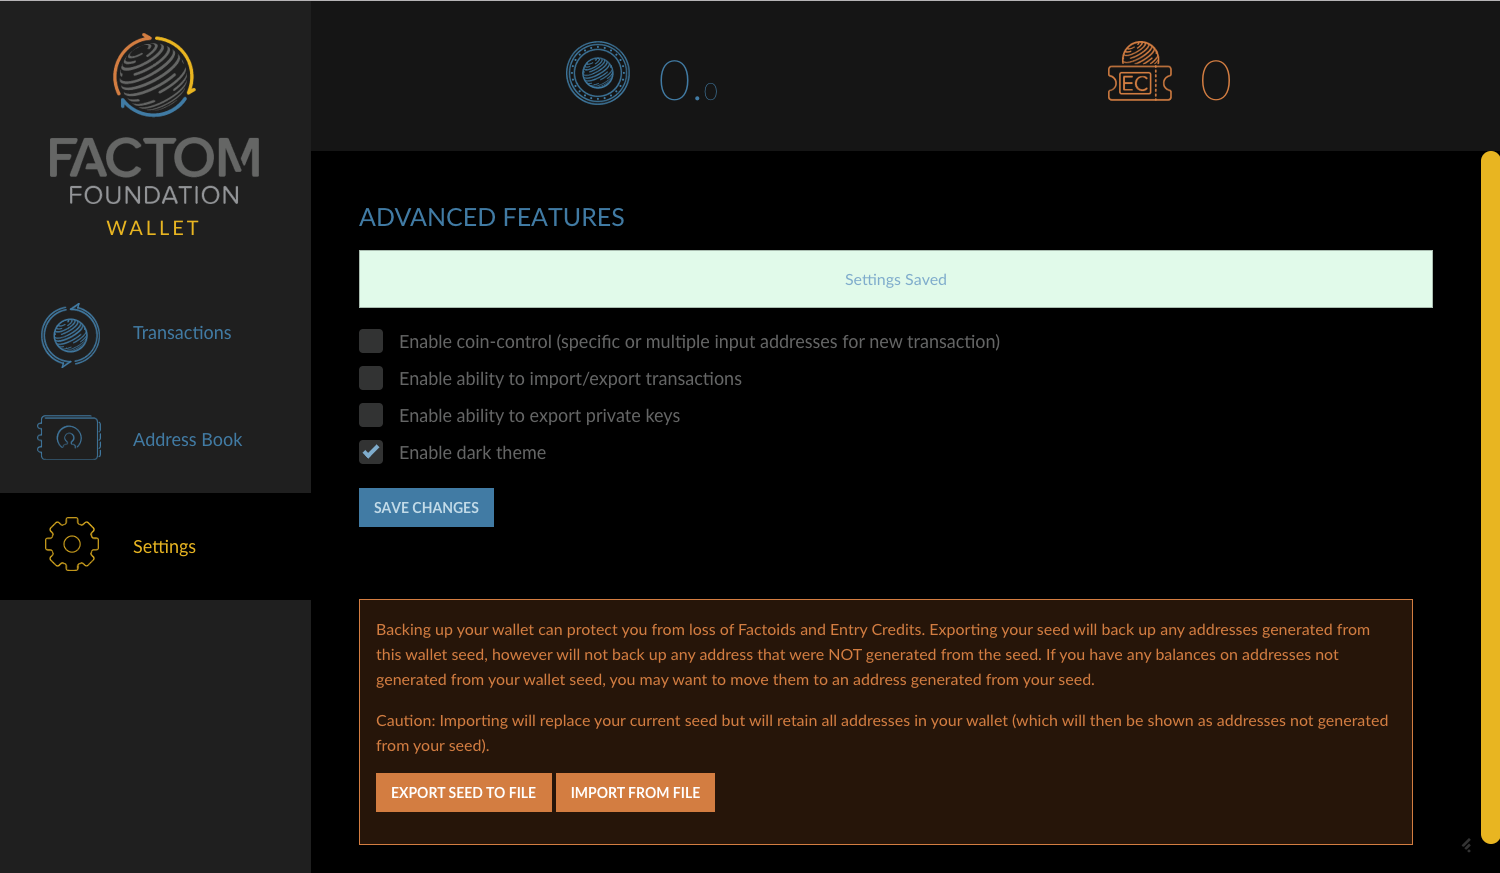 FACTOM
FOUNDATION
WALLET
0.0
EC 0
Transactions
Address Book
Settings
ADVANCED FEATURES
Settings Saved
Enable coin-control (specific or multiple input addresses for new transaction)
Enable ability to import/export transactions
Enable ability to export private keys
Enable dark theme
SAVE CHANGES
Backing up your wallet can protect you from loss of Factoids and Entry Credits. Exporting your seed will back up any addresses generated from
this wallet seed, however will not back up any address that were NOT generated from the seed. If you have any balances on addresses not
generated from your wallet seed, you may want to move them to an address generated from your seed.
Caution: Importing will replace your current seed but will retain all addresses in your wallet (which will then be shown as addresses not generated
from your seed).
EXPORT SEED TO FILE IMPORT FROM FILE